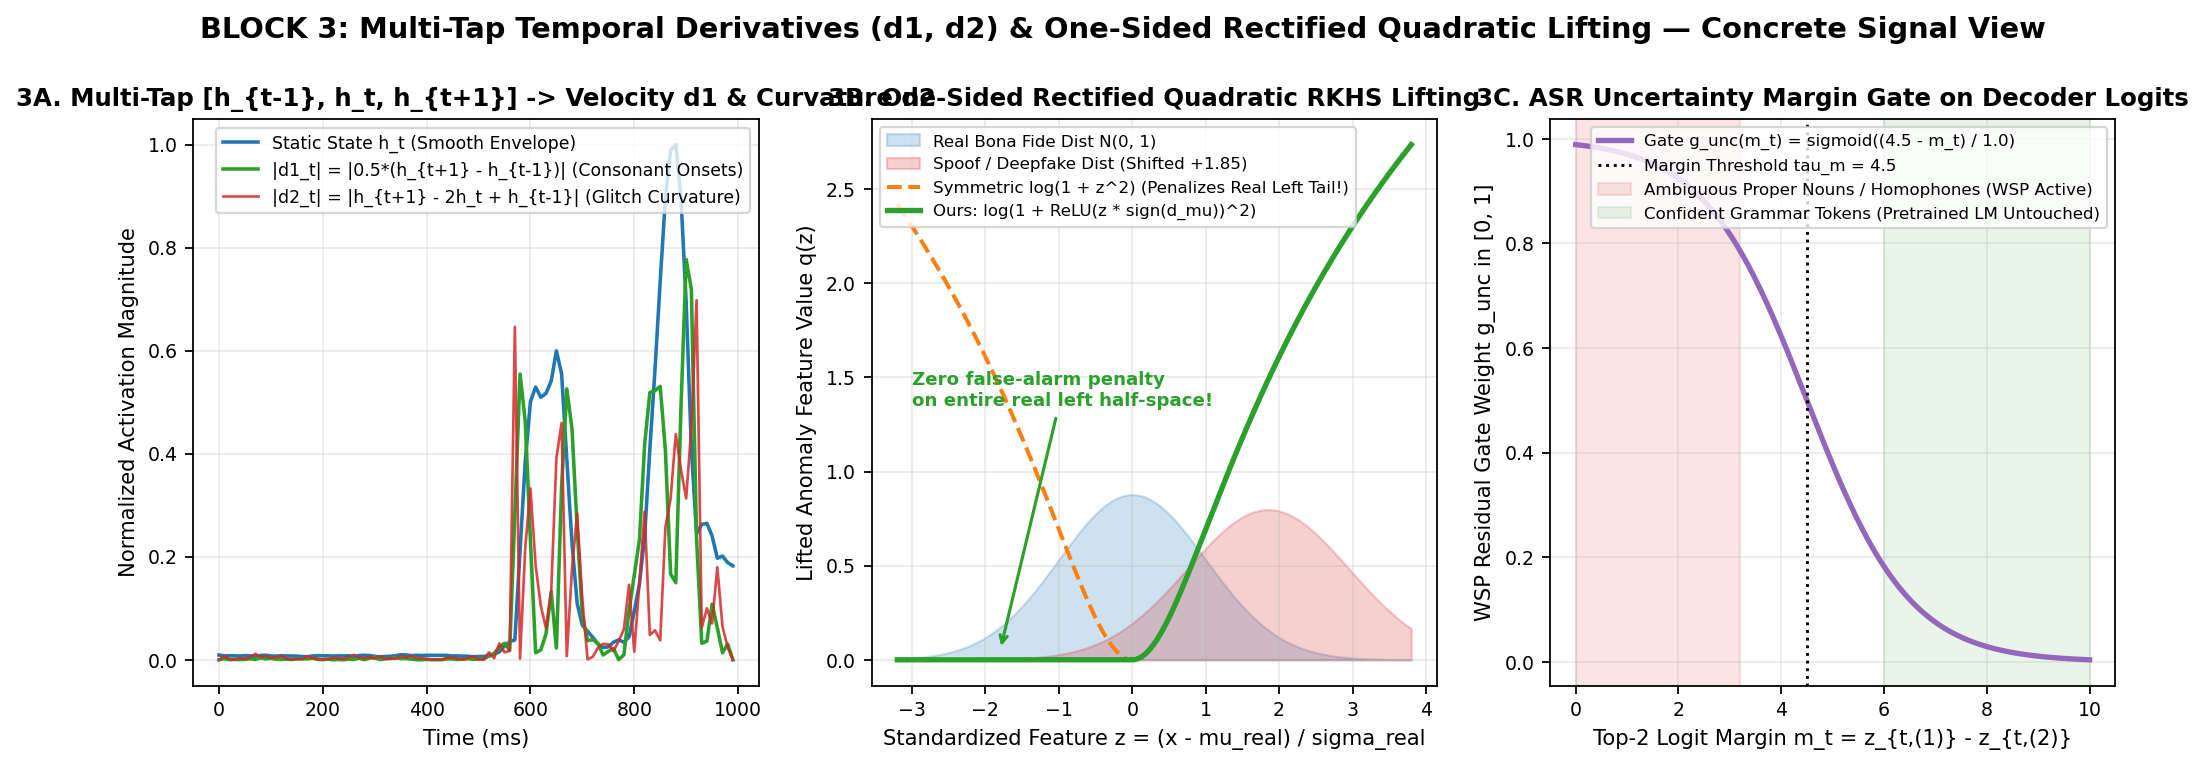 BLOCK 3: Multi-Tap Temporal Derivatives (d1, d2) & One-Sided Rectified Quadratic Lifting — Concrete Signal View
3A. Multi-Tap [h_{t-1}, h_t, h_{t+1}] -> Velocity d1 & Curvature d2
Normalized Activation Magnitude
1.0
0.8
0.6
0.4
0.2
0.0
Static State h_t (Smooth Envelope)
|d1_t| = |0.5*(h_{t+1} - h_{t-1})| (Consonant Onsets)
|d2_t| = |h_{t+1} - 2h_t + h_{t-1}| (Glitch Curvature)
0 200 400 600 800 1000
Time (ms)
3B. One-Sided Rectified Quadratic RKHS Lifting
Lifted Anomaly Feature Value q(z)
2.5
2.0
1.5
1.0
0.5
0.0
Real Bona Fide Dist N(0, 1)
Spoof / Deepfake Dist (Shifted +1.85)
Symmetric log(1 + z^2) (Penalizes Real Left Tail!)
Ours: log(1 + ReLU(z * sign(d_mu))^2)
Zero false-alarm penalty
on entire real left half-space!
−3 −2 −1 0 1 2 3 4
Standardized Feature z = (x - mu_real) / sigma_real
3C. ASR Uncertainty Margin Gate on Decoder Logits
WSP Residual Gate Weight g_unc in [0, 1]
1.0
0.8
0.6
0.4
0.2
0.0
Gate g_unc(m_t) = sigmoid((4.5 - m_t) / 1.0)
Margin Threshold tau_m = 4.5
Ambiguous Proper Nouns / Homophones (WSP Active)
Confident Grammar Tokens (Pretrained LM Untouched)
0 2 4 6 8 10
Top-2 Logit Margin m_t = z_{t,(1)} - z_{t,(2)}